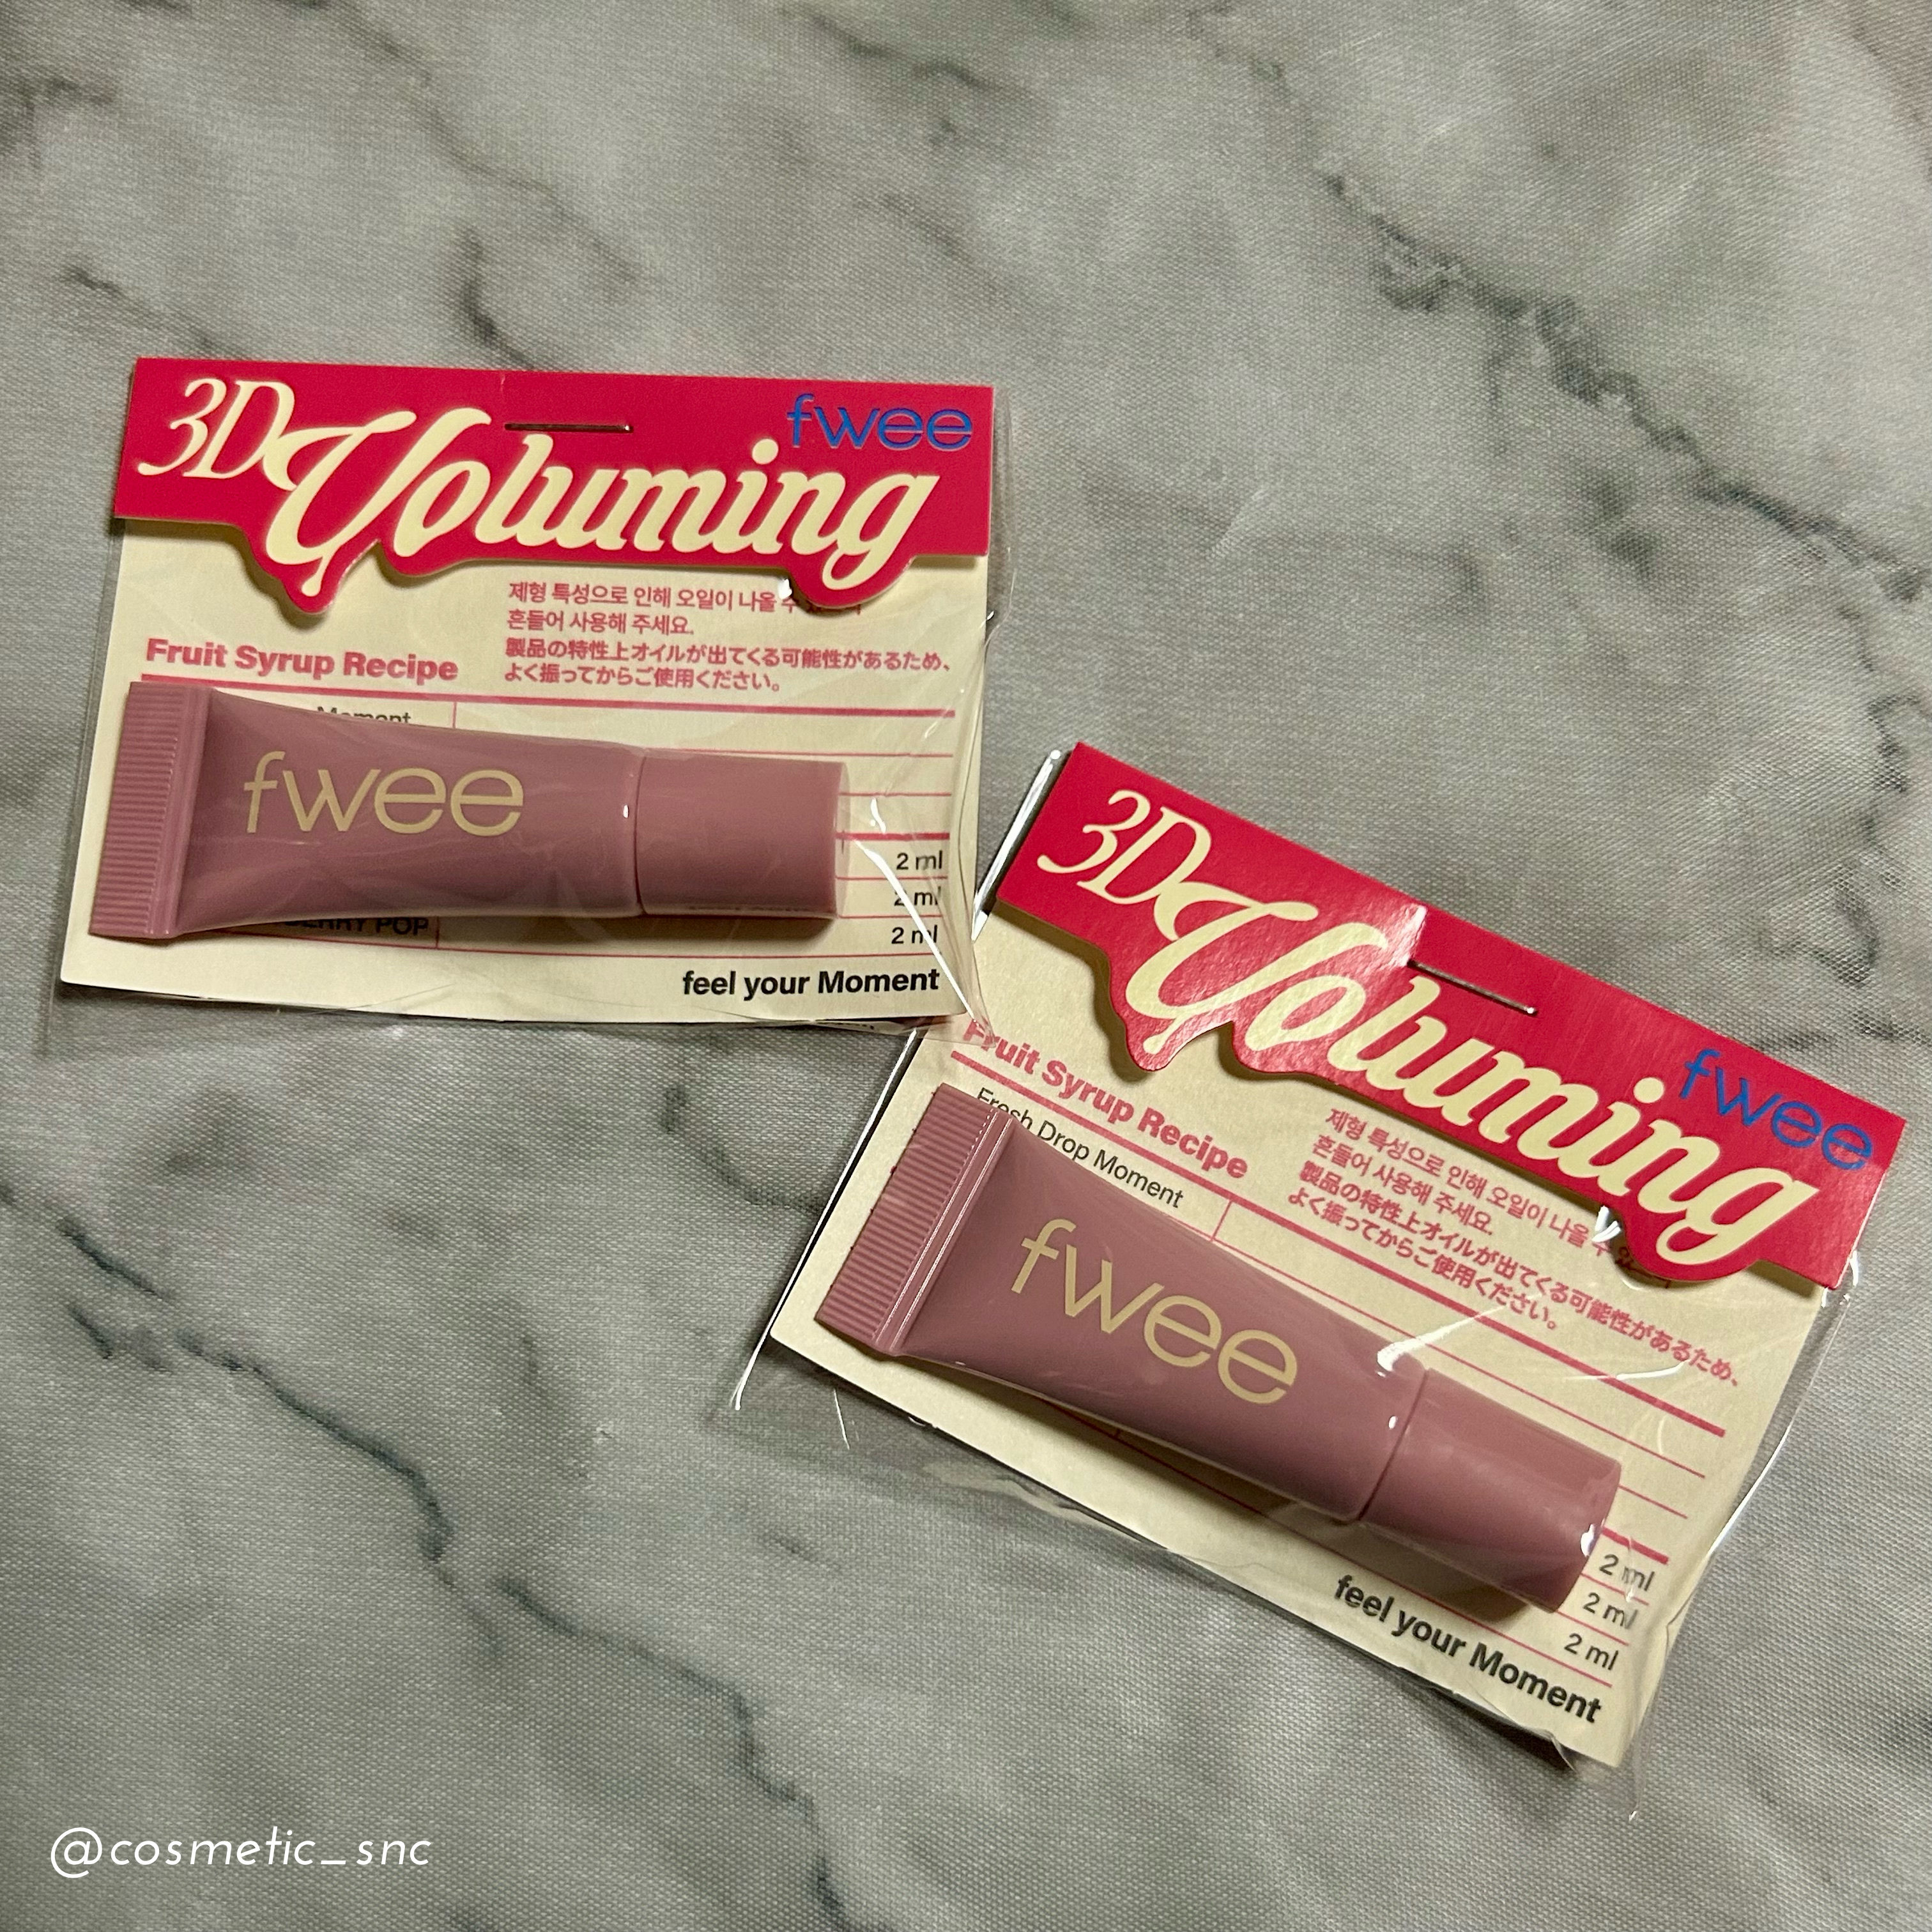 3D Voluming
fwee
제형 특성으로 인해 오일이 나올 수
흔들어 사용해 주세요.
製品の特性上オイルが出てくる可能性があるため、
よく振ってからご使用ください。
Fruit Syrup Recipe
Moment
fwee
2 ml
2 ml
2 ml
BERRY POP
feel your Moment
3D Voluming
fwee
제형 특성으로 인해 오일이 나올 수
흔들어 사용해 주세요.
製品の特性上オイルが出てくる可能性があるため、
よく振ってからご使用ください。
Fruit Syrup Recipe
Fresh Drop Moment
fwee
2 ml
2 ml
2 ml
feel your Moment
@cosmetic_snc